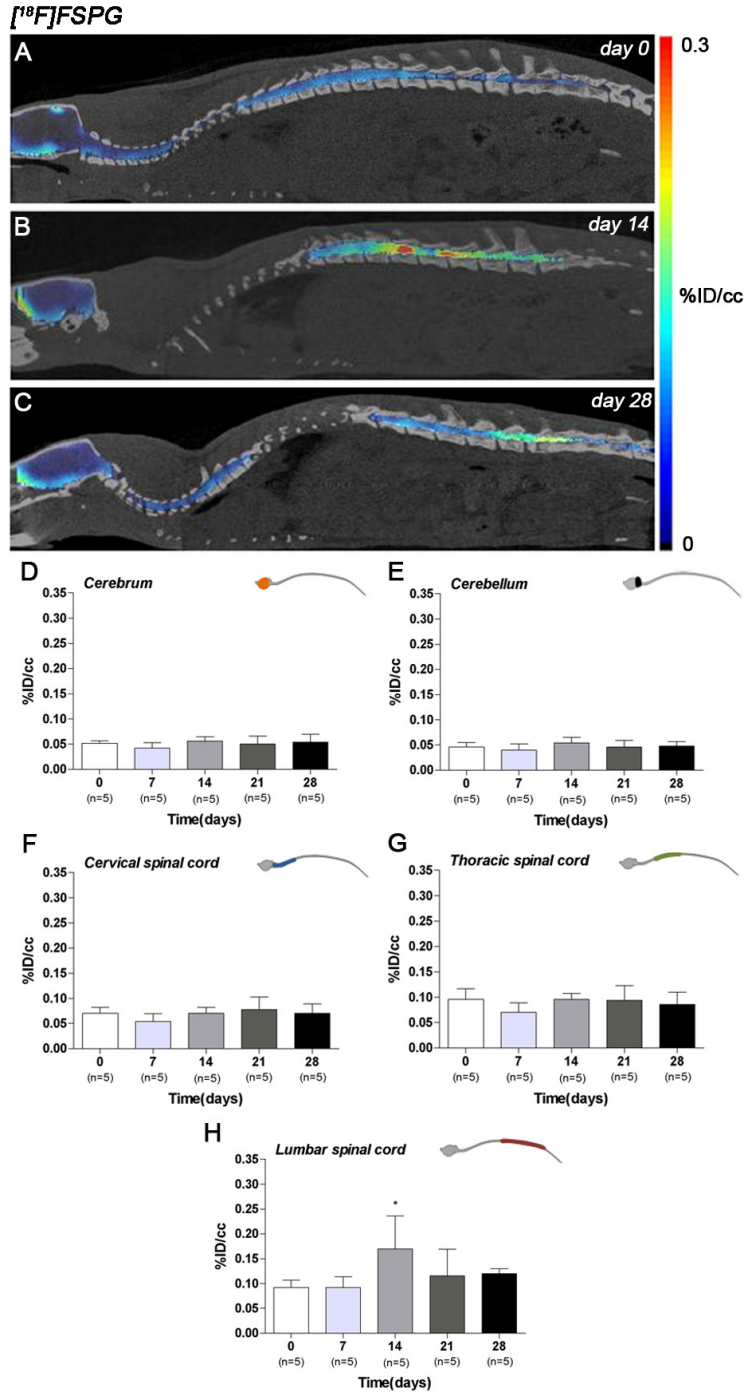 [¹⁸F]FSPG
A
day 0
0.3
B
day 14
%ID/cc
C
day 28
0
D
Cerebrum
0.35
0.30
0.25
0.20
0.15
0.10
0.05
0.00
%ID/cc
0 7 14 21 28
(n=5) (n=5) (n=5) (n=5) (n=5)
Time(days)
E
Cerebellum
0.35
0.30
0.25
0.20
0.15
0.10
0.05
0.00
%ID/cc
0 7 14 21 28
(n=5) (n=5) (n=5) (n=5) (n=5)
Time(days)
F
Cervical spinal cord
0.35
0.30
0.25
0.20
0.15
0.10
0.05
0.00
%ID/cc
0 7 14 21 28
(n=5) (n=5) (n=5) (n=5) (n=5)
Time(days)
G
Thoracic spinal cord
0.35
0.30
0.25
0.20
0.15
0.10
0.05
0.00
%ID/cc
0 7 14 21 28
(n=5) (n=5) (n=5) (n=5) (n=5)
Time(days)
H
Lumbar spinal cord
0.35
0.30
0.25
0.20
0.15
0.10
0.05
0.00
%ID/cc
*
0 7 14 21 28
(n=5) (n=5) (n=5) (n=5) (n=5)
Time(days)